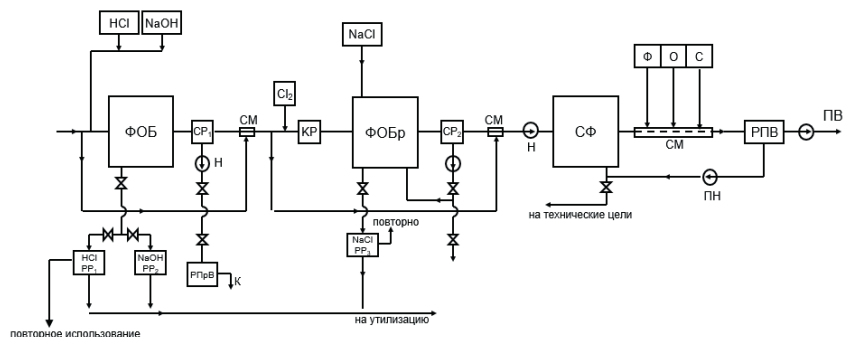 HCl NaOH
NaCl
Cl2
Ф О С
ФОБ
СР1
СМ
КР
ФОБр
СР2
СМ
Н
СФ
СМ
РПВ
ПВ
Н
ПН
на технические цели
повторно
HCl
РР1
NaOH
РР2
РПрВ
К
NaCl
РР3
на утилизацию
повторное использование